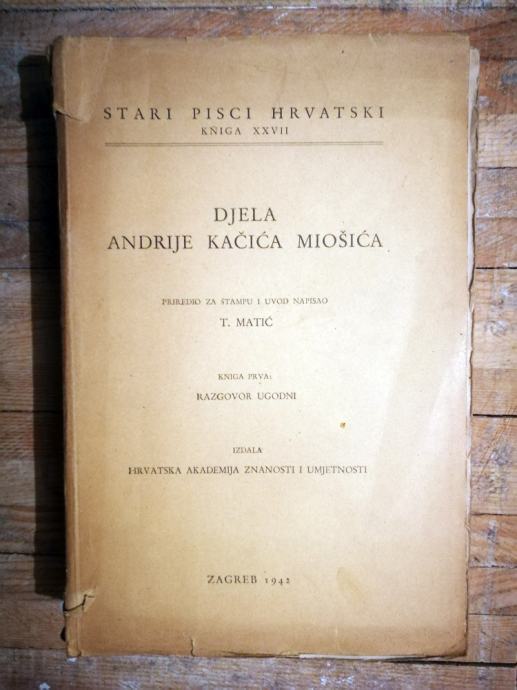 STARI PISCI HRVATSKI
KNIGA XXVII
DJELA
ANDRIJE KAČIĆA MIOŠIĆA
PRIREDIO ZA ŠTAMPU I UVOD NAPISAO
T. MATIĆ
KNIGA PRVA:
RAZGOVOR UGODNI
IZDALA
HRVATSKA AKADEMIJA ZNANOSTI I UMJETNOSTI
ZAGREB 1942